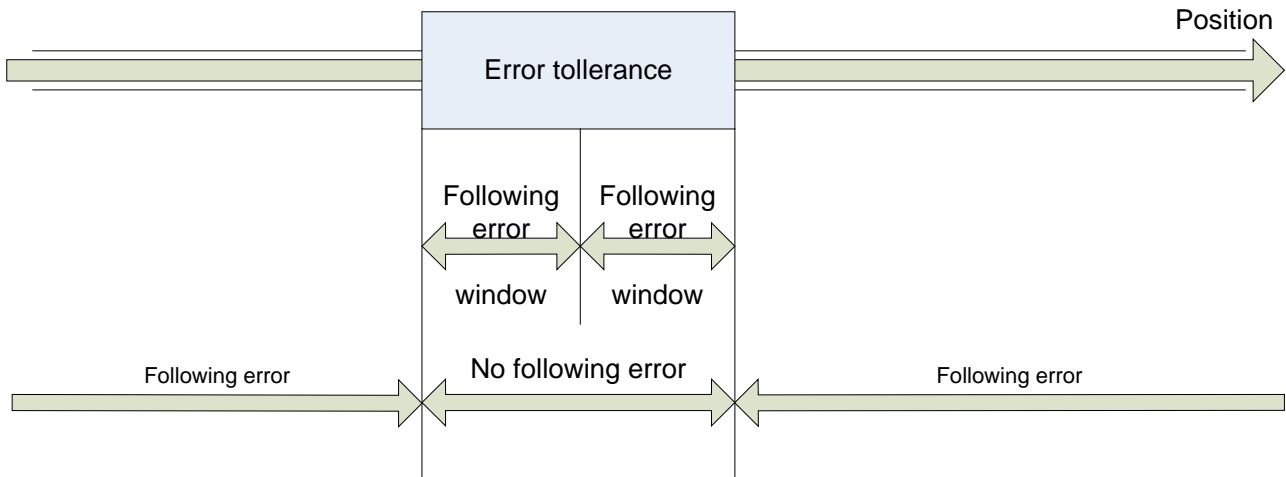 Position
Error tollerance
Following
error
window
Following
error
window
Following error
No following error
Following error